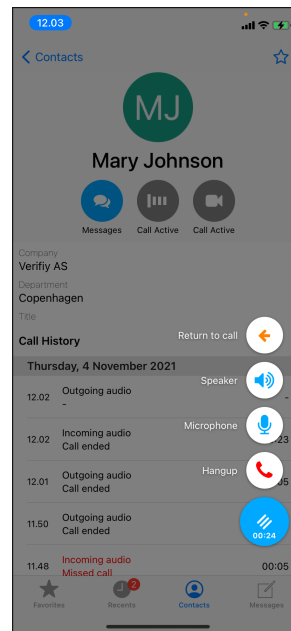 12.03
Contacts
MJ
Mary Johnson
Messages
Call Active
Call Active
Company
Verifiy AS
Department
Copenhagen
Title
Call History
Return to call
Thursday, 4 November 2021
Speaker
12.02
Outgoing audio
-
-
Microphone
12.02
Incoming audio
Call ended
23
Hangup
12.01
Outgoing audio
Call ended
05
11.50
Outgoing audio
Call ended
00:24
11.48
Incoming audio
Missed call
00:05
2
Favorites
Recents
Contacts
Messages